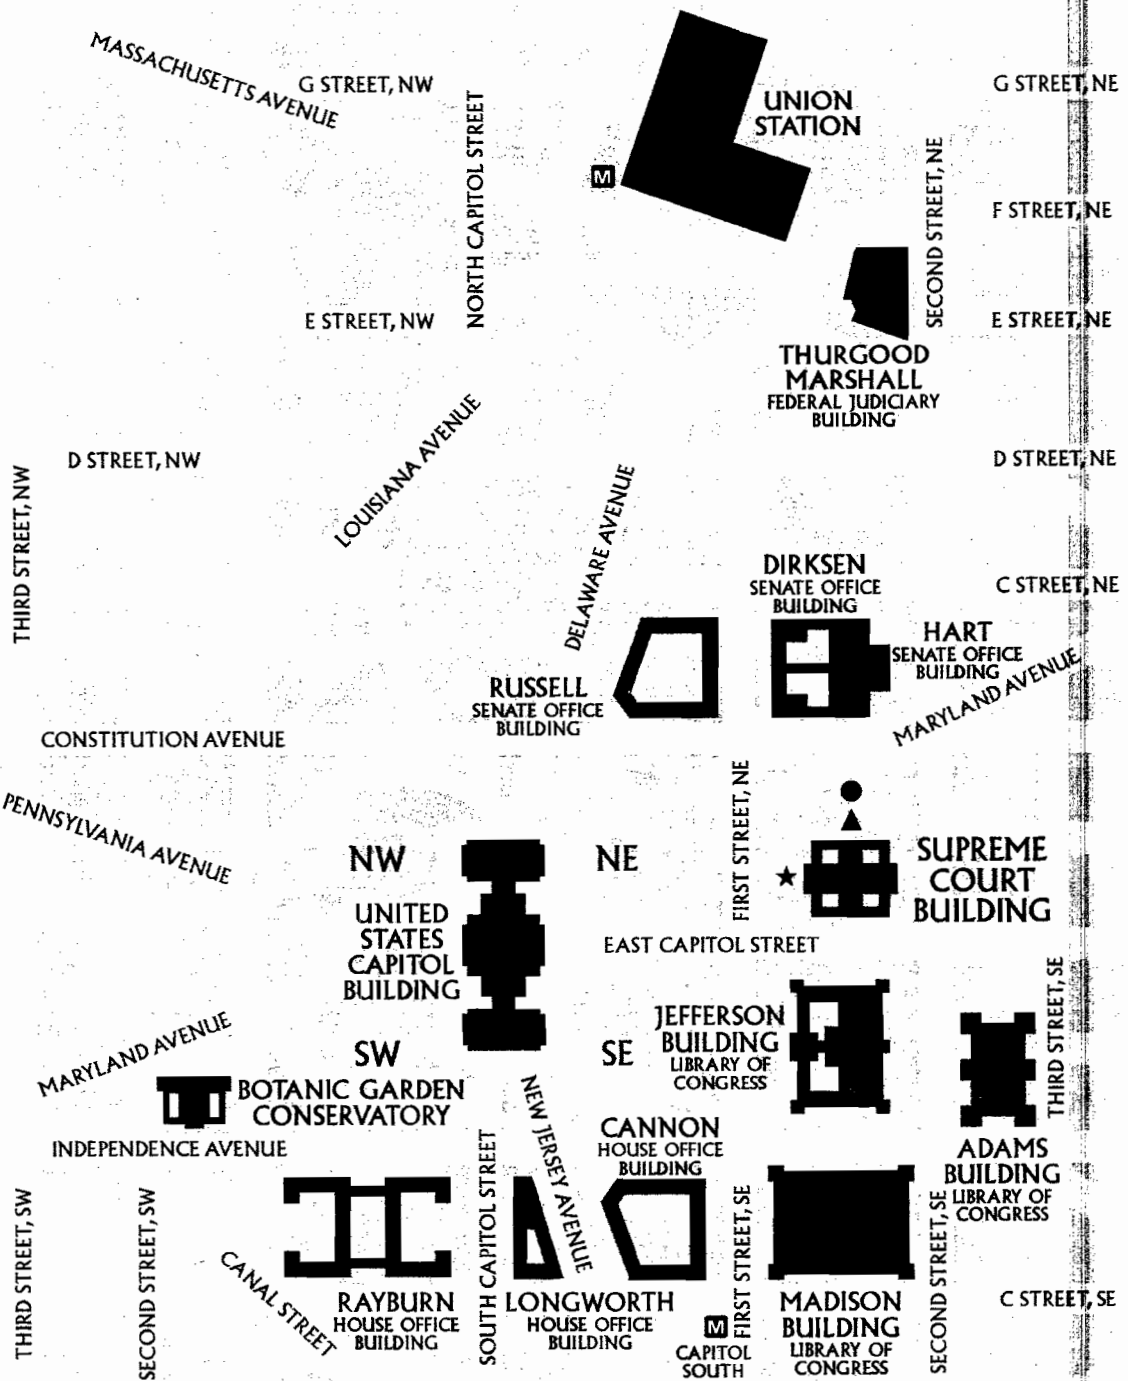 MASSACHUSETTS AVENUE
G STREET, NW
NORTH CAPITOL STREET
UNION
STATION
M
G STREET, NE
SECOND STREET, NE
F STREET, NE
E STREET, NW
E STREET, NE
THURGOOD
MARSHALL
FEDERAL JUDICIARY
BUILDING
LOUISIANA AVENUE
D STREET, NW
D STREET, NE
THIRD STREET, NW
DELAWARE AVENUE
DIRKSEN
SENATE OFFICE
BUILDING
C STREET, NE
HART
SENATE OFFICE
BUILDING
MARYLAND AVENUE
RUSSELL
SENATE OFFICE
BUILDING
CONSTITUTION AVENUE
PENNSYLVANIA AVENUE
NW
NE
FIRST STREET, NE
SUPREME
COURT
BUILDING
UNITED
STATES
CAPITOL
BUILDING
EAST CAPITOL STREET
JEFFERSON
BUILDING
LIBRARY OF
CONGRESS
THIRD STREET, SE
MARYLAND AVENUE
SW
SE
BOTANIC GARDEN
CONSERVATORY
NEW JERSEY AVENUE
CANNON
HOUSE OFFICE
BUILDING
INDEPENDENCE AVENUE
ADAMS
BUILDING
LIBRARY OF
CONGRESS
THIRD STREET, SW
SECOND STREET, SW
CANAL STREET
SOUTH CAPITOL STREET
FIRST STREET, SE
SECOND STREET, SE
RAYBURN
HOUSE OFFICE
BUILDING
LONGWORTH
HOUSE OFFICE
BUILDING
M
CAPITOL
SOUTH
MADISON
BUILDING
LIBRARY OF
CONGRESS
C STREET, SE